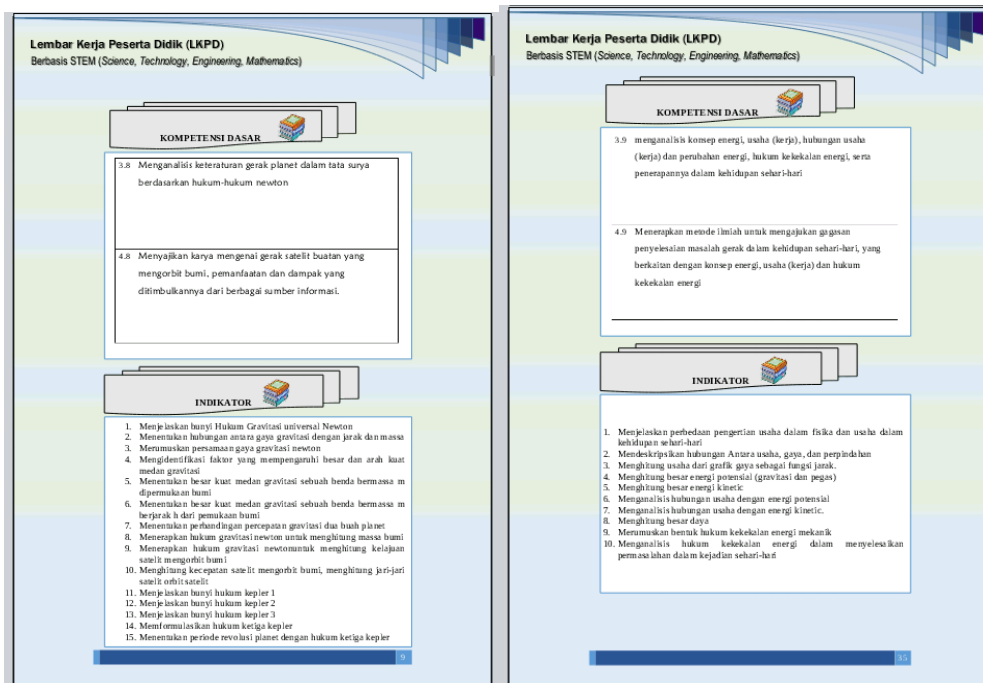 Lembar Kerja Peserta Didik (LKPD)
Berbasis STEM (Science, Technology, Engineering, Mathematics)
KOMPETENSI DASAR
3.8 Menganalisis keteraturan gerak planet dalam tata surya
berdasarkan hukum-hukum newton
4.8 Menyajikan karya mengenai gerak satelit buatan yang
mengorbit bumi, pemanfaatan dan dampak yang
ditimbulkannya dari berbagai sumber informasi.
INDIKATOR
1. Menjelaskan bunyi Hukum Gravitasi universal Newton
2. Menentukan hubungan antara gaya gravitasi dengan jarak dan massa
3. Merumuskan persamaan gaya gravitasi newton
4. Mengidentifikasi faktor yang mempengaruhi besar dan arah kuat
medan gravitasi
5. Menentukan besar kuat medan gravitasi sebuah benda bermassa m
dipermukaan bumi
6. Menentukan besar kuat medan gravitasi sebuah benda bermassa m
berjarak h dari pemukaan bumi
7. Menentukan perbandingan percepatan gravitasi dua buah planet
8. Menerapkan hukum gravitasi newton untuk menghitung massa bumi
9. Menerapkan hukum gravitasi newtonuntuk menghitung kelajuan
satelit mengorbit bumi
10. Menghitung kecepatan satelit mengorbit bumi, menghitung jari-jari
satelit orbit satelit
11. Menjelaskan bunyi hukum kepler 1
12. Menjelaskan bunyi hukum kepler 2
13. Menjelaskan bunyi hukum kepler 3
14. Memformulasikan hukum ketiga kepler
15. Menentukan periode revolusi planet dengan hukum ketiga kepler
9
Lembar Kerja Peserta Didik (LKPD)
Berbasis STEM (Science, Technology, Engineering, Mathematics)
KOMPETENSI DASAR
3.9 menganalisis konsep energi, usaha (kerja), hubungan usaha
(kerja) dan perubahan energi, hukum kekekalan energi, serta
penerapannya dalam kehidupan sehari-hari
4.9 Menerapkan metode ilmiah untuk mengajukan gagasan
penyelesaian masalah gerak dalam kehidupan sehari-hari, yang
berkaitan dengan konsep energi, usaha (kerja) dan hukum
kekekalan energi
INDIKATOR
1. Menjelaskan perbedaan pengertian usaha dalam fisika dan usaha dalam
kehidupan sehari-hari
2. Mendeskripsikan hubungan Antara usaha, gaya, dan perpindahan
3. Menghitung usaha dari grafik gaya sebagai fungsi jarak.
4. Menghitung besar energi potensial (gravitasi dan pegas)
5. Menghitung besar energi kinetic
6. Menganalisis hubungan usaha dengan energi potensial
7. Menganalisis hubungan usaha dengan energi kinetic.
8. Menghitung besar daya
9. Merumuskan bentuk hukum kekekalan energi mekanik
10. Menganalisis hukum kekekalan energi dalam menyelesaikan
permasalahan dalam kejadian sehari-hari
35